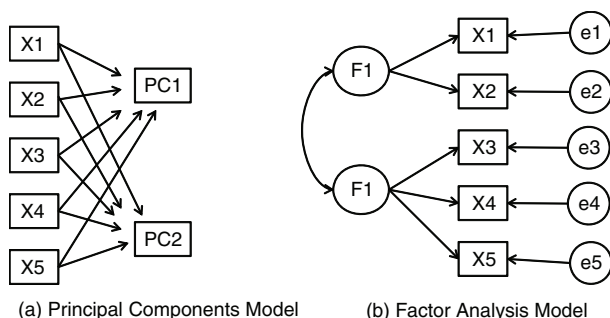 X1
X2
X3
X4
X5
PC1
PC2
(a) Principal Components Model
F1
F1
X1
X2
X3
X4
X5
e1
e2
e3
e4
e5
(b) Factor Analysis Model